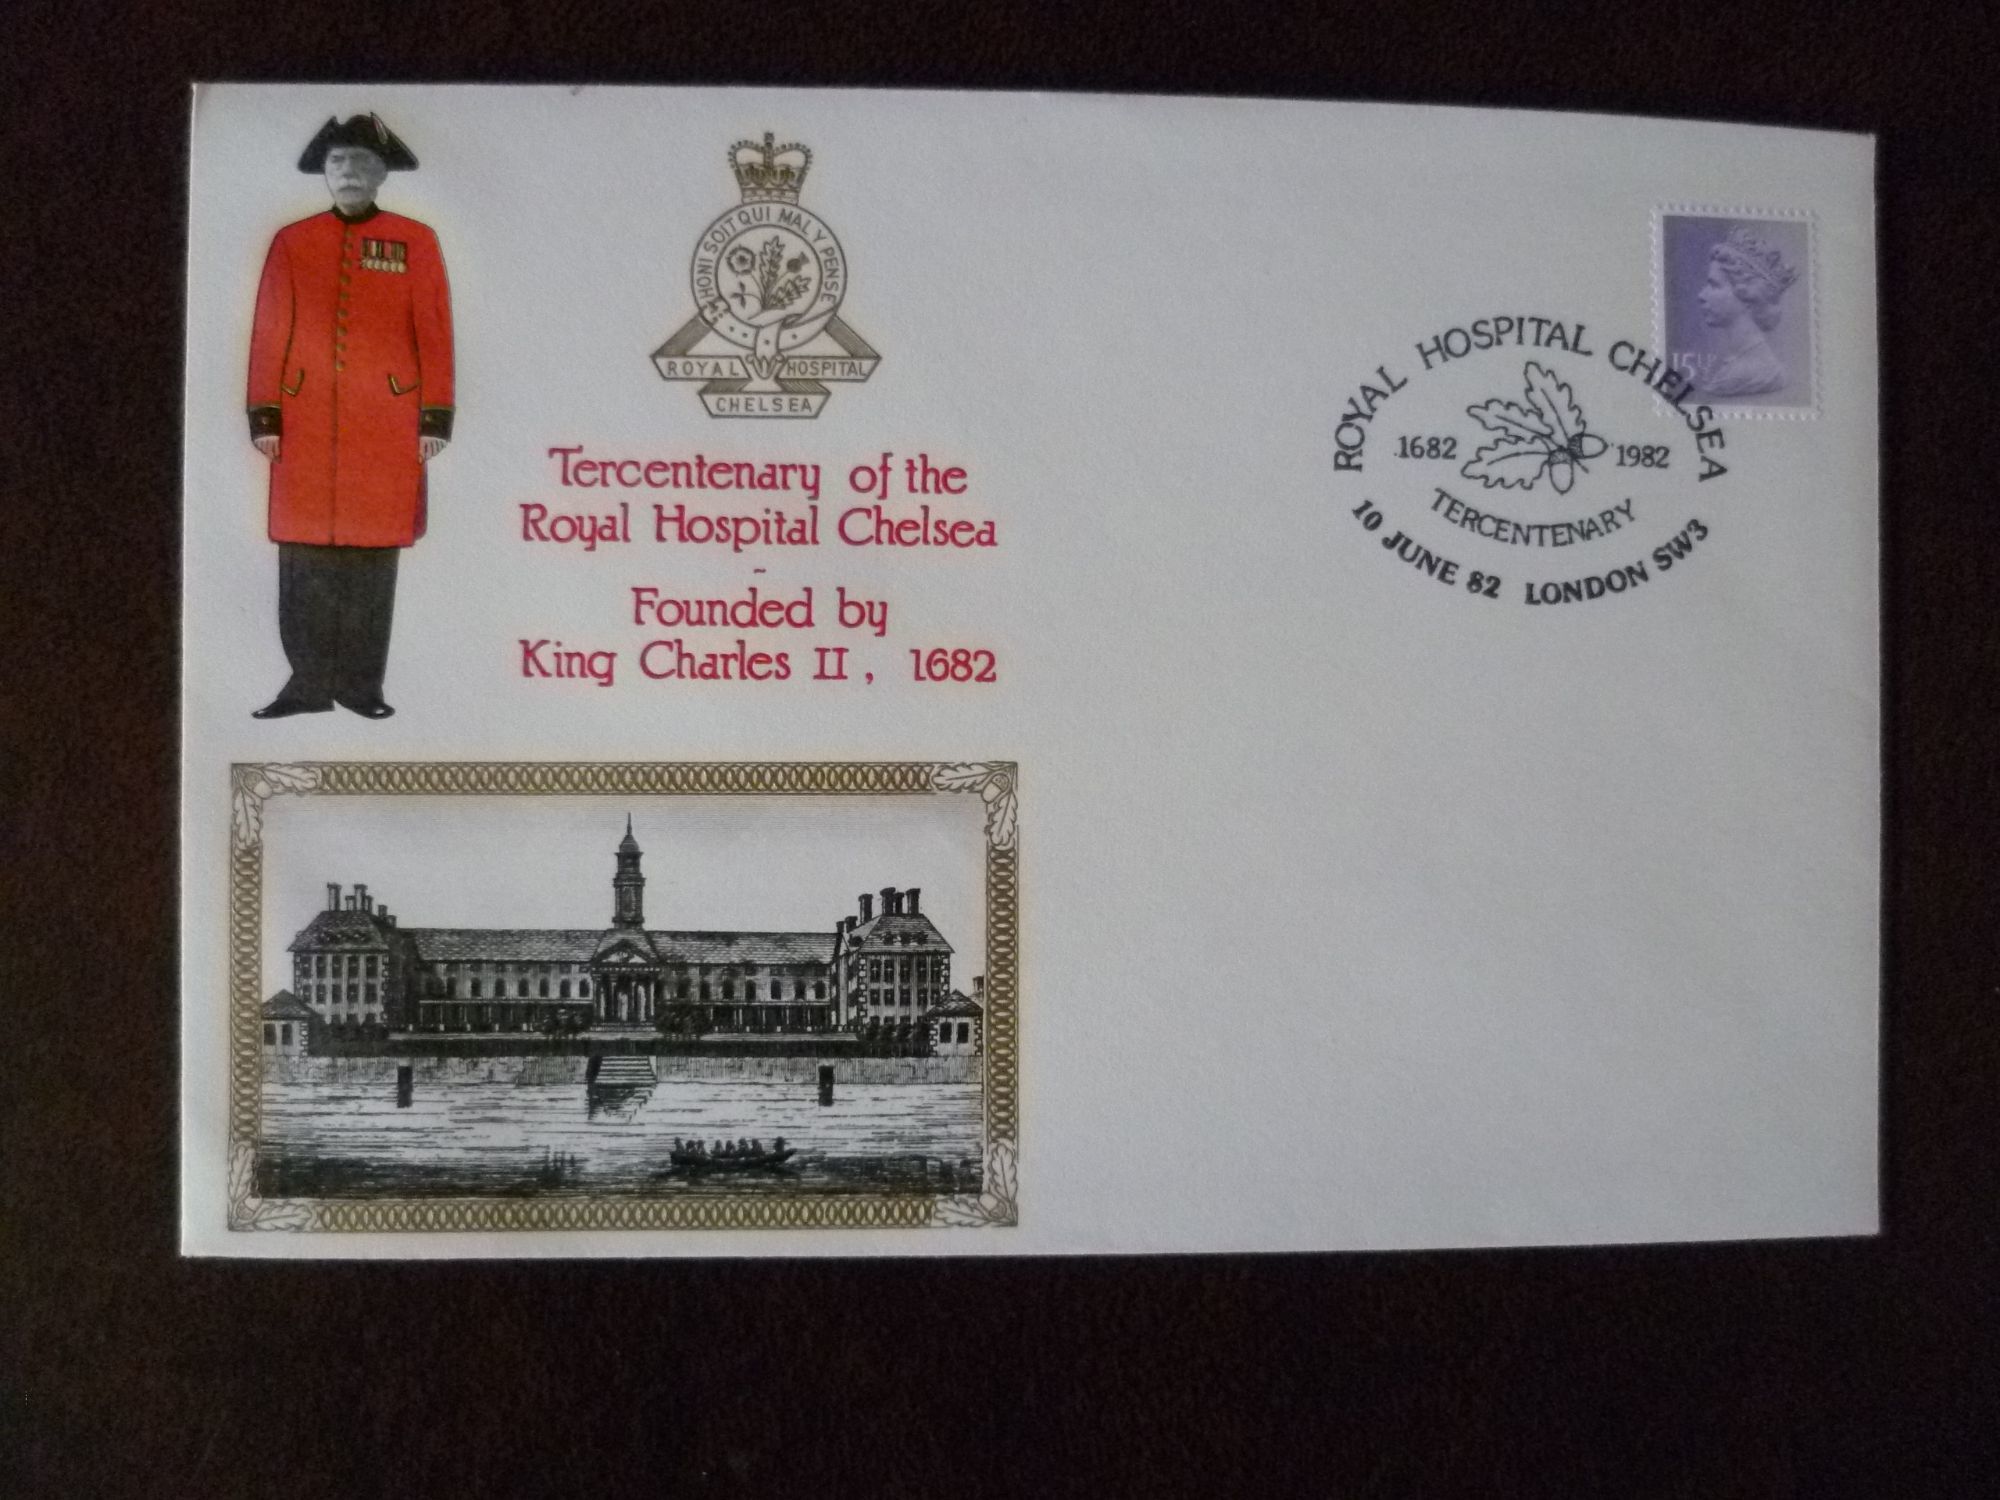 HONI SOIT QUI MAL Y PENSE
ROYAL HOSPITAL
CHELSEA
Tercentenary of the
Royal Hospital Chelsea
~
Founded by
King Charles II, 1682
ROYAL HOSPITAL CHELSEA
1682 1982
TERCENTENARY
10 JUNE 82 LONDON SW3